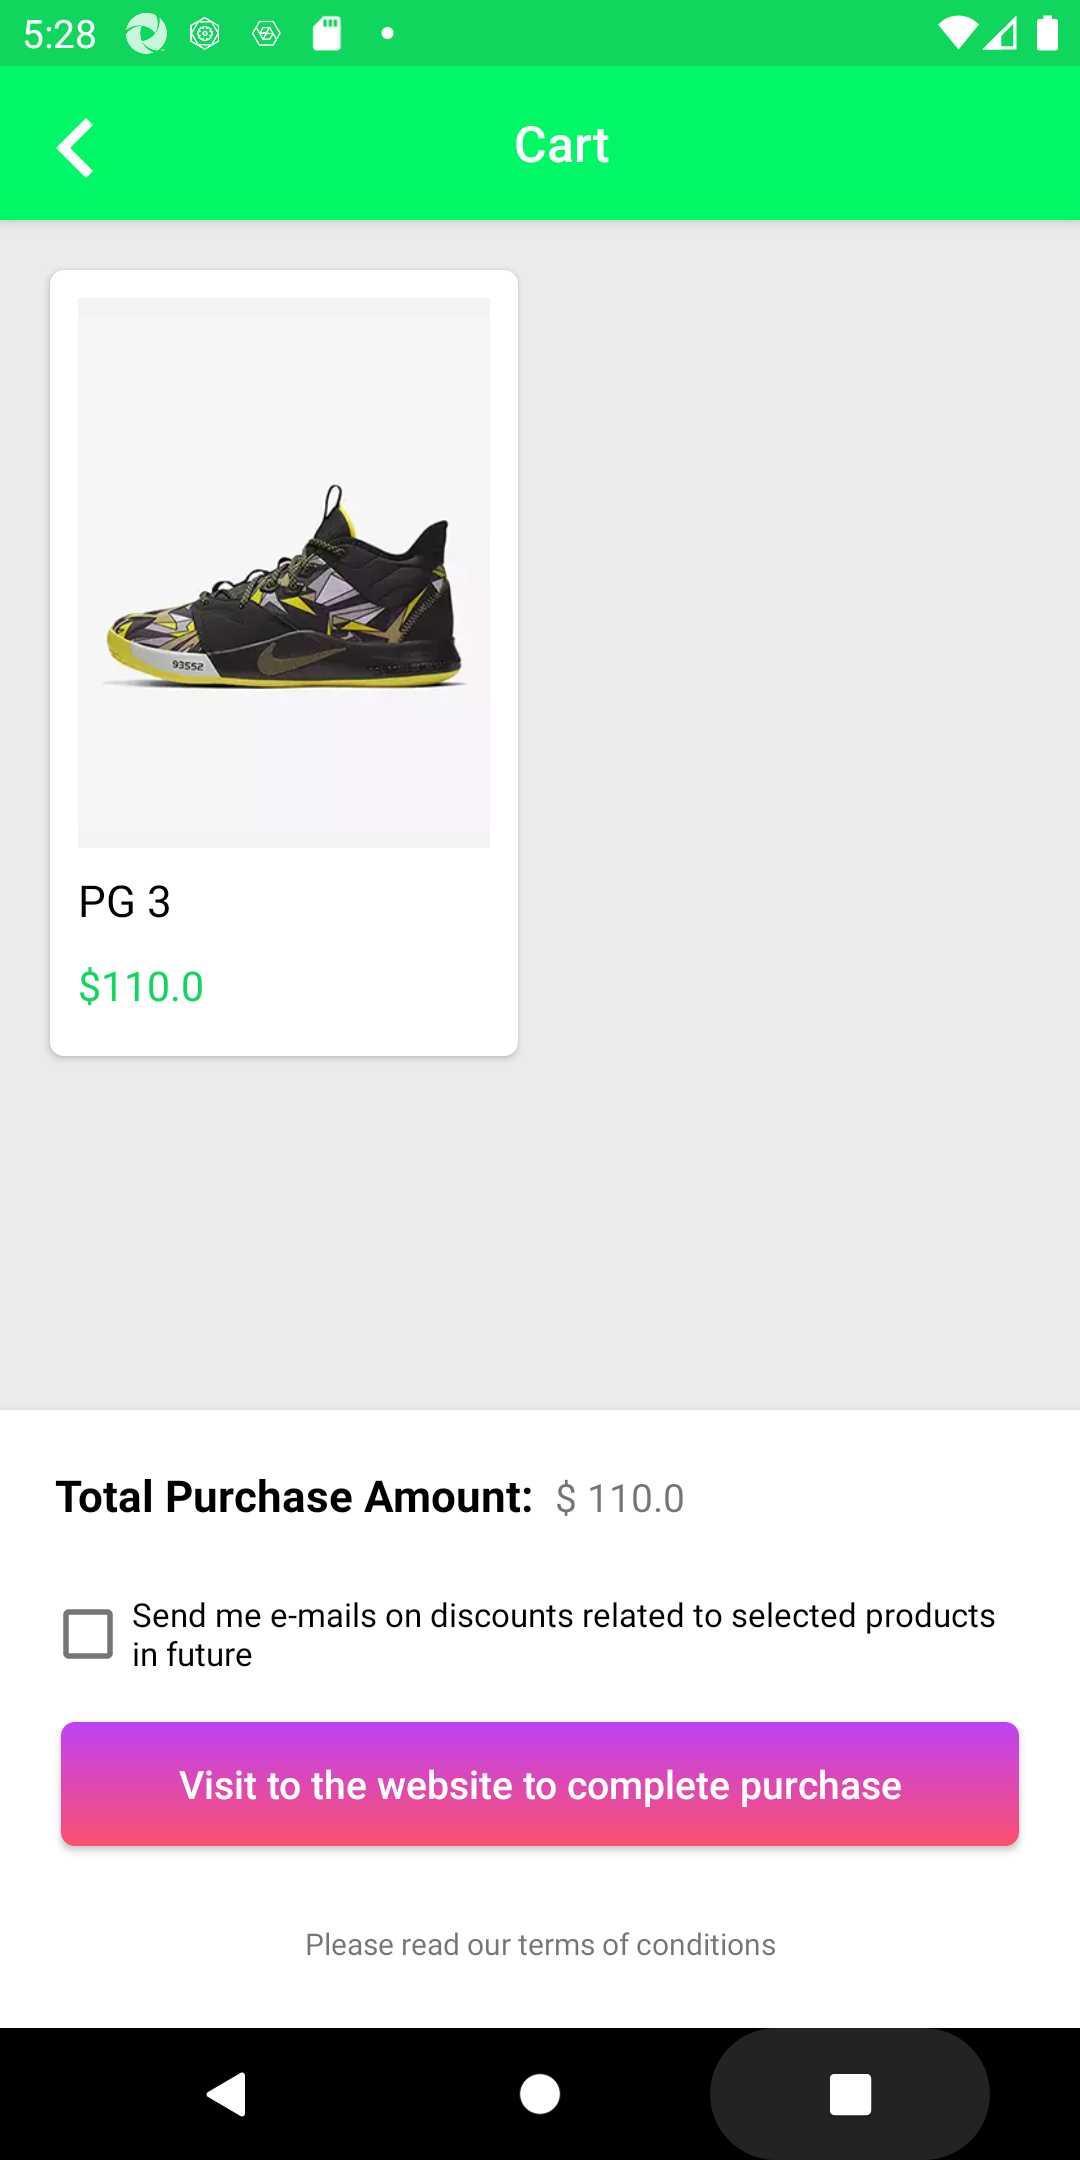 5:28
Cart
93552
PG 3
$110.0
Total Purchase Amount: $ 110.0
Send me e-mails on discounts related to selected products
in future
Visit to the website to complete purchase
Please read our terms of conditions